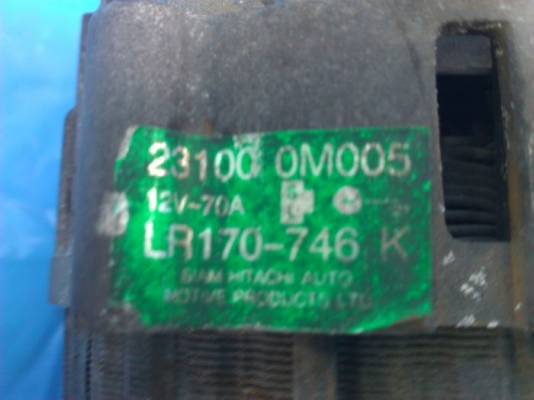 23100 0M005
12V-70A
LR170-746 K
SIAM HITACHI AUTO
MOTIVE PRODUCTS LTD